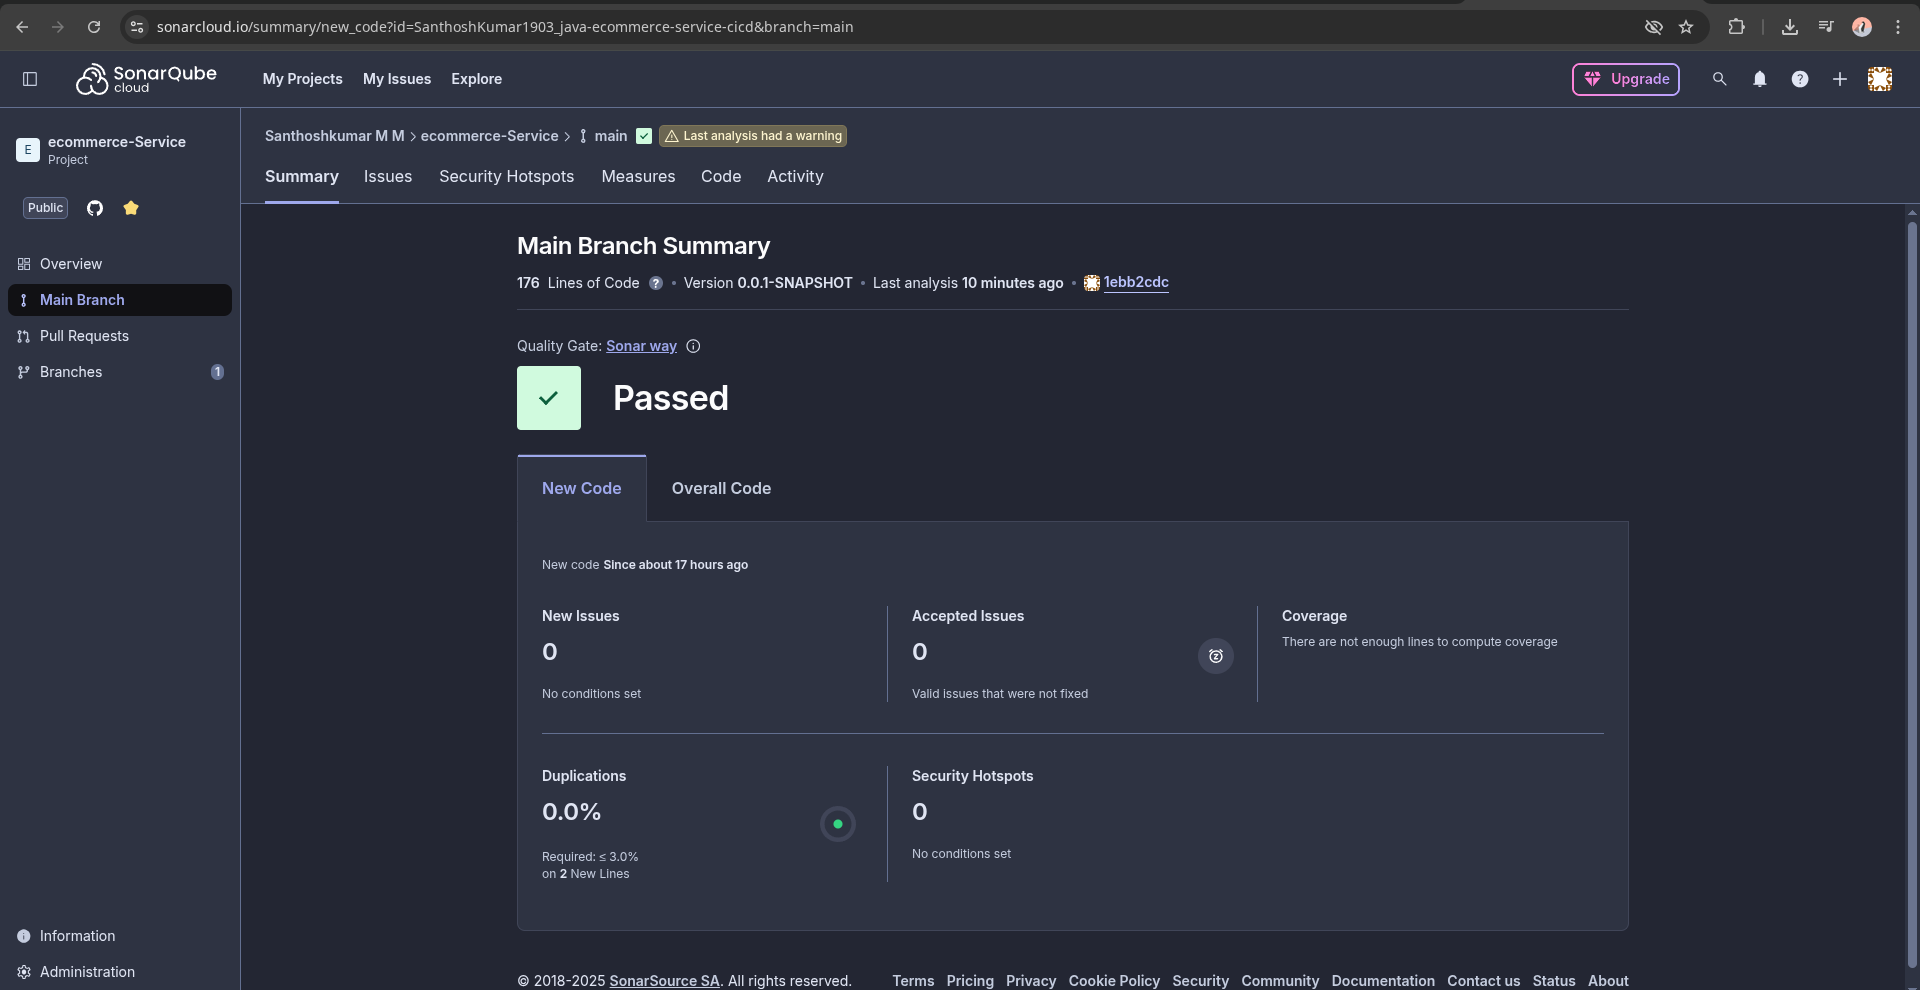 sonarcloud.io/summary/new_code?id=SanthoshKumar1903_java-ecommerce-service-cicd&branch=main
SonarQube cloud
My Projects My Issues Explore
Upgrade
E ecommerce-Service
Project
Public
Overview
Main Branch
Pull Requests
Branches 1
Information
Administration
Santhoshkumar M M > ecommerce-Service > main Last analysis had a warning
Summary Issues Security Hotspots Measures Code Activity
Main Branch Summary
176 Lines of Code ? • Version 0.0.1-SNAPSHOT • Last analysis 10 minutes ago • 1ebb2cdc
Quality Gate: Sonar way
Passed
New Code Overall Code
New code Since about 17 hours ago
New Issues
0
No conditions set
Accepted Issues
0
Valid issues that were not fixed
Coverage
There are not enough lines to compute coverage
Duplications
0.0%
Required: ≤ 3.0%
on 2 New Lines
Security Hotspots
0
No conditions set
© 2018-2025 SonarSource SA. All rights reserved. Terms Pricing Privacy Cookie Policy Security Community Documentation Contact us Status About